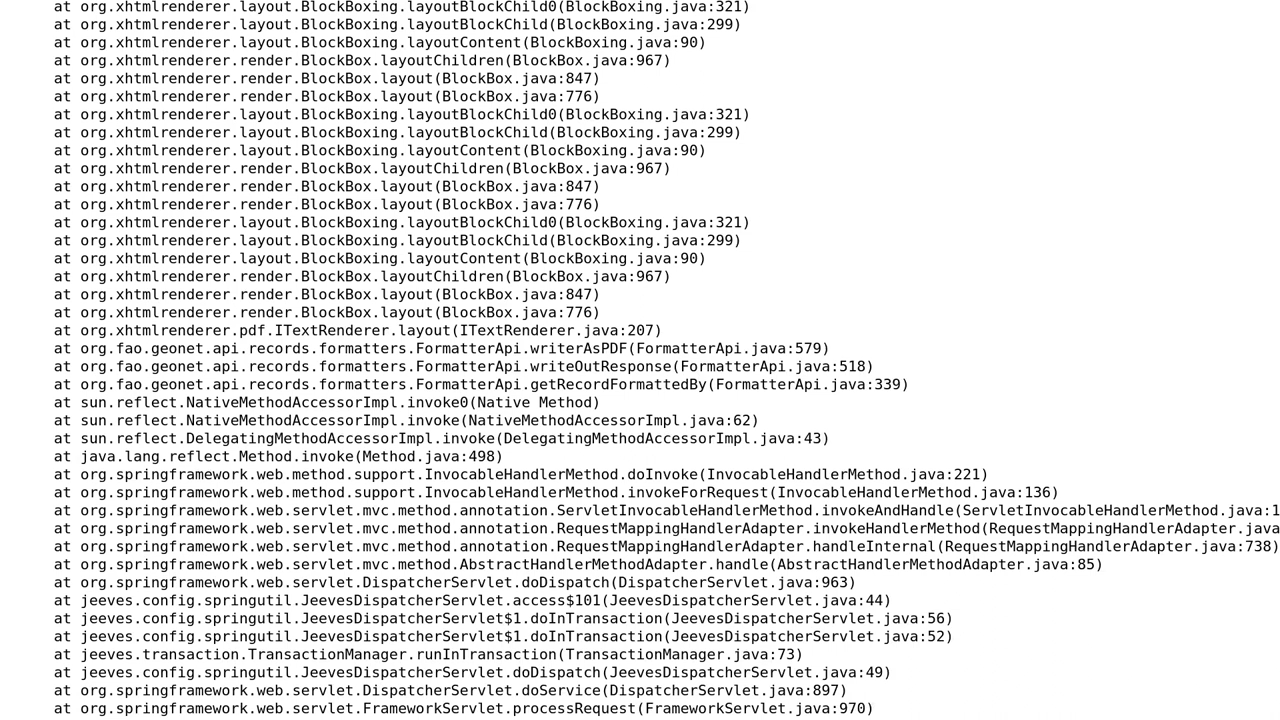 at org.xhtmlrenderer.layout.BlockBoxing.layoutBlockChild0(BlockBoxing.java:321)
at org.xhtmlrenderer.layout.BlockBoxing.layoutBlockChild(BlockBoxing.java:299)
at org.xhtmlrenderer.layout.BlockBoxing.layoutContent(BlockBoxing.java:90)
at org.xhtmlrenderer.render.BlockBox.layoutChildren(BlockBox.java:967)
at org.xhtmlrenderer.render.BlockBox.layout(BlockBox.java:847)
at org.xhtmlrenderer.render.BlockBox.layout(BlockBox.java:776)
at org.xhtmlrenderer.layout.BlockBoxing.layoutBlockChild0(BlockBoxing.java:321)
at org.xhtmlrenderer.layout.BlockBoxing.layoutBlockChild(BlockBoxing.java:299)
at org.xhtmlrenderer.layout.BlockBoxing.layoutContent(BlockBoxing.java:90)
at org.xhtmlrenderer.render.BlockBox.layoutChildren(BlockBox.java:967)
at org.xhtmlrenderer.render.BlockBox.layout(BlockBox.java:847)
at org.xhtmlrenderer.render.BlockBox.layout(BlockBox.java:776)
at org.xhtmlrenderer.layout.BlockBoxing.layoutBlockChild0(BlockBoxing.java:321)
at org.xhtmlrenderer.layout.BlockBoxing.layoutBlockChild(BlockBoxing.java:299)
at org.xhtmlrenderer.layout.BlockBoxing.layoutContent(BlockBoxing.java:90)
at org.xhtmlrenderer.render.BlockBox.layoutChildren(BlockBox.java:967)
at org.xhtmlrenderer.render.BlockBox.layout(BlockBox.java:847)
at org.xhtmlrenderer.render.BlockBox.layout(BlockBox.java:776)
at org.xhtmlrenderer.pdf.ITextRenderer.layout(ITextRenderer.java:207)
at org.fao.geonet.api.records.formatters.FormatterApi.writerAsPDF(FormatterApi.java:579)
at org.fao.geonet.api.records.formatters.FormatterApi.writeOutResponse(FormatterApi.java:518)
at org.fao.geonet.api.records.formatters.FormatterApi.getRecordFormattedBy(FormatterApi.java:339)
at sun.reflect.NativeMethodAccessorImpl.invoke0(Native Method)
at sun.reflect.NativeMethodAccessorImpl.invoke(NativeMethodAccessorImpl.java:62)
at sun.reflect.DelegatingMethodAccessorImpl.invoke(DelegatingMethodAccessorImpl.java:43)
at java.lang.reflect.Method.invoke(Method.java:498)
at org.springframework.web.method.support.InvocableHandlerMethod.doInvoke(InvocableHandlerMethod.java:221)
at org.springframework.web.method.support.InvocableHandlerMethod.invokeForRequest(InvocableHandlerMethod.java:136)
at org.springframework.web.servlet.mvc.method.annotation.ServletInvocableHandlerMethod.invokeAndHandle(ServletInvocableHandlerMethod.java:1
at org.springframework.web.servlet.mvc.method.annotation.RequestMappingHandlerAdapter.invokeHandlerMethod(RequestMappingHandlerAdapter.java
at org.springframework.web.servlet.mvc.method.annotation.RequestMappingHandlerAdapter.handleInternal(RequestMappingHandlerAdapter.java:738)
at org.springframework.web.servlet.mvc.method.AbstractHandlerMethodAdapter.handle(AbstractHandlerMethodAdapter.java:85)
at org.springframework.web.servlet.DispatcherServlet.doDispatch(DispatcherServlet.java:963)
at jeeves.config.springutil.JeevesDispatcherServlet.access$101(JeevesDispatcherServlet.java:44)
at jeeves.config.springutil.JeevesDispatcherServlet$1.doInTransaction(JeevesDispatcherServlet.java:56)
at jeeves.config.springutil.JeevesDispatcherServlet$1.doInTransaction(JeevesDispatcherServlet.java:52)
at jeeves.transaction.TransactionManager.runInTransaction(TransactionManager.java:73)
at jeeves.config.springutil.JeevesDispatcherServlet.doDispatch(JeevesDispatcherServlet.java:49)
at org.springframework.web.servlet.DispatcherServlet.doService(DispatcherServlet.java:897)
at org.springframework.web.servlet.FrameworkServlet.processRequest(FrameworkServlet.java:970)